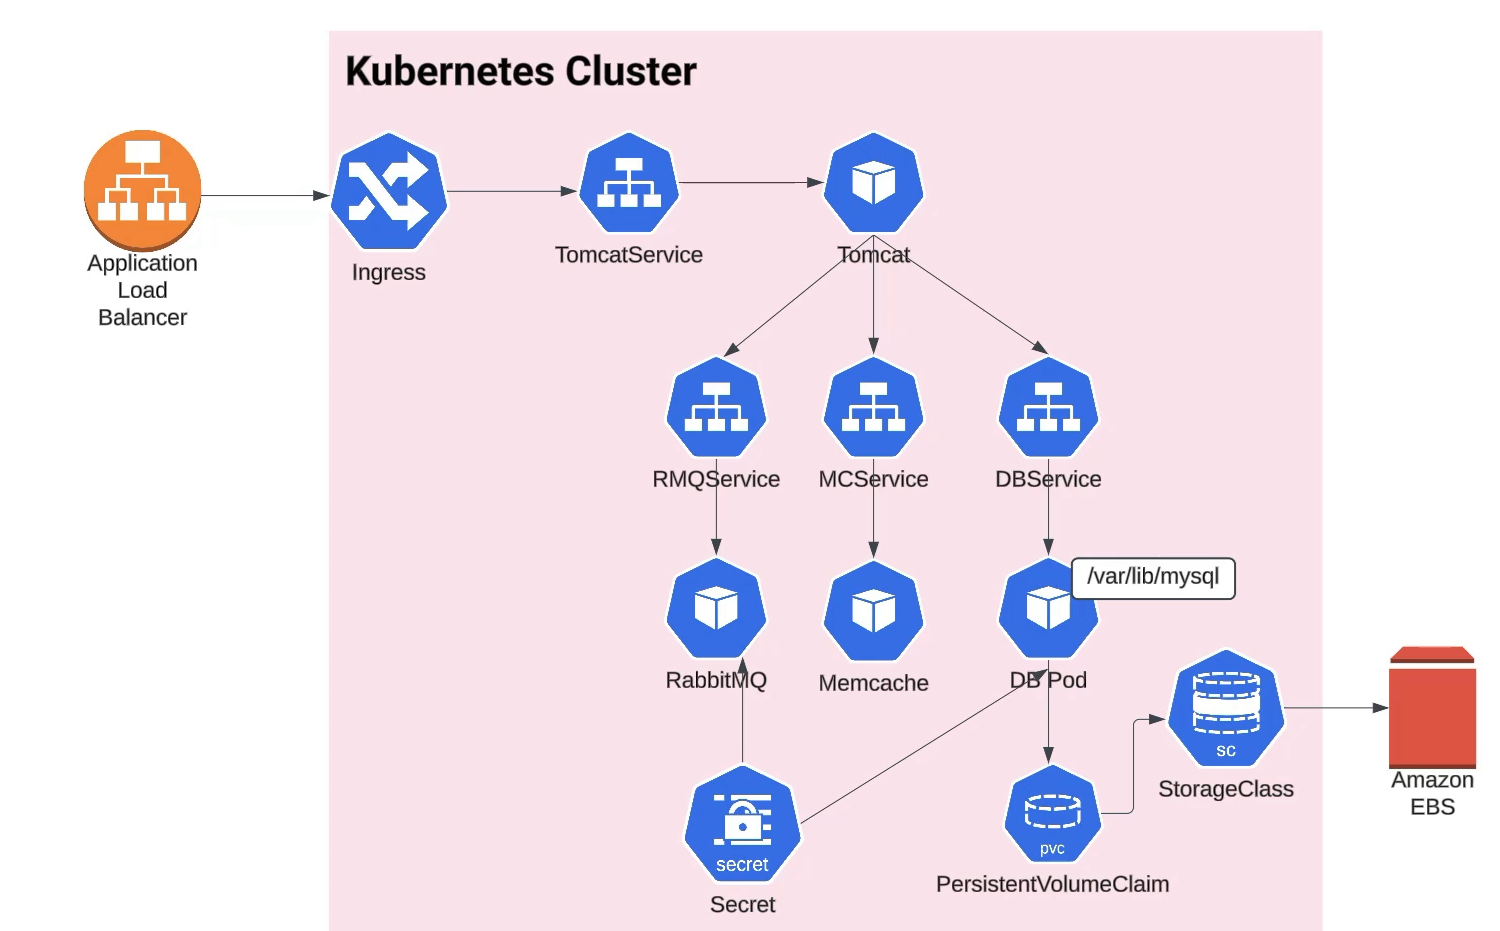 Kubernetes Cluster
Application
Load
Balancer
Ingress
TomcatService
Tomcat
RMQService
MCService
DBService
/var/lib/mysql
RabbitMQ
Memcache
DB Pod
sc
StorageClass
Amazon
EBS
secret
Secret
pvc
PersistentVolumeClaim